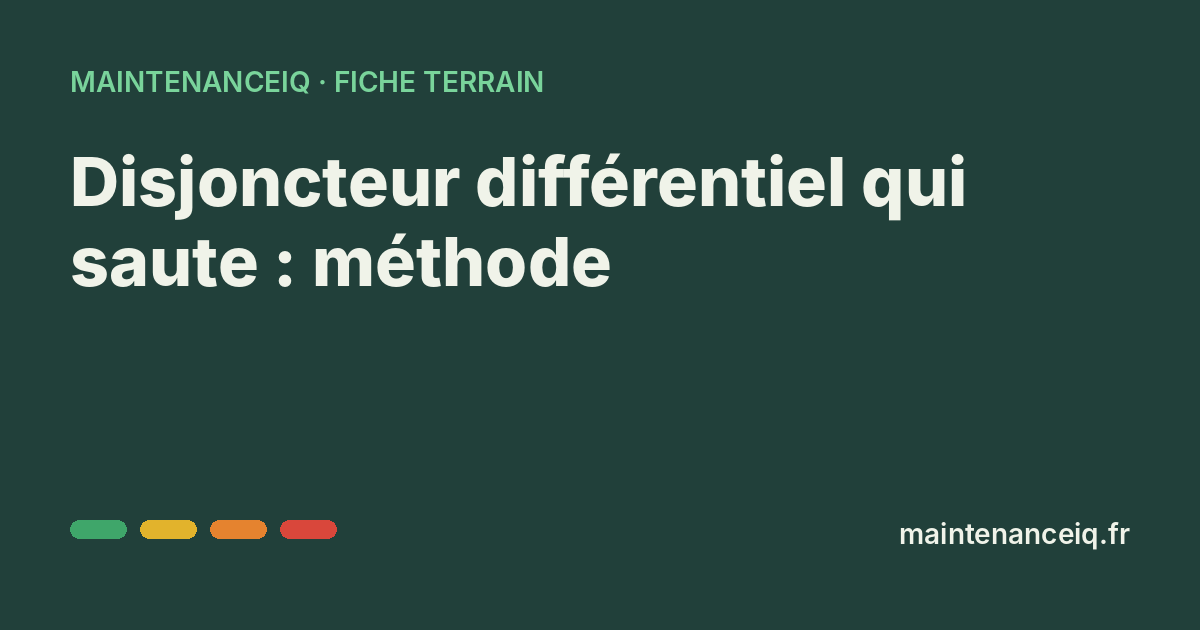 MAINTENANCEIQ · FICHE TERRAIN
Disjoncteur différentiel qui
saute : méthode
maintenanceiq.fr